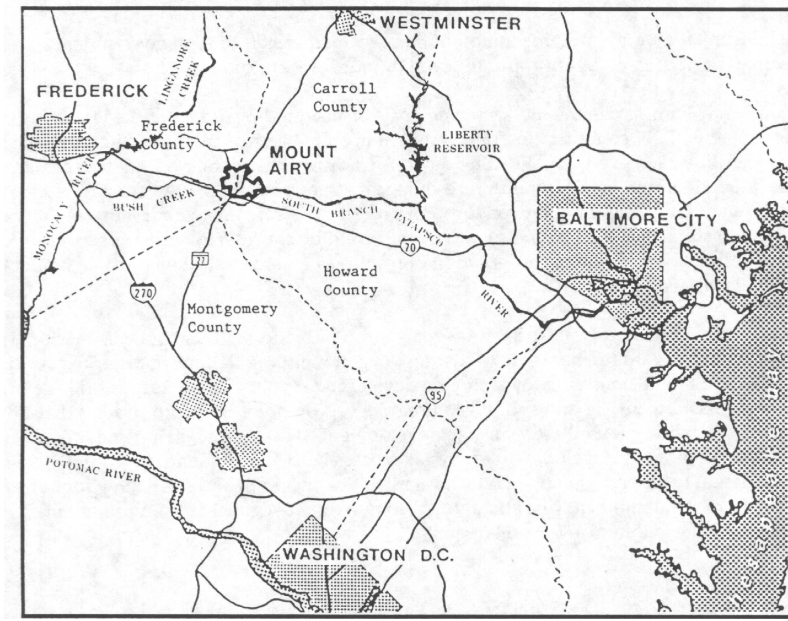 WESTMINSTER
LINGANORE
CREEK
FREDERICK
Carroll
County
Frederick
County
LIBERTY
RESERVOIR
MOUNT
AIRY
MONOCACY RIVER
BUSH CREEK
SOUTH BRANCH PATAPSCO
RIVER
BALTIMORE CITY
70
27
Howard
County
270
Montgomery
County
95
POTOMAC RIVER
WASHINGTON D.C.
Chesapeake Bay